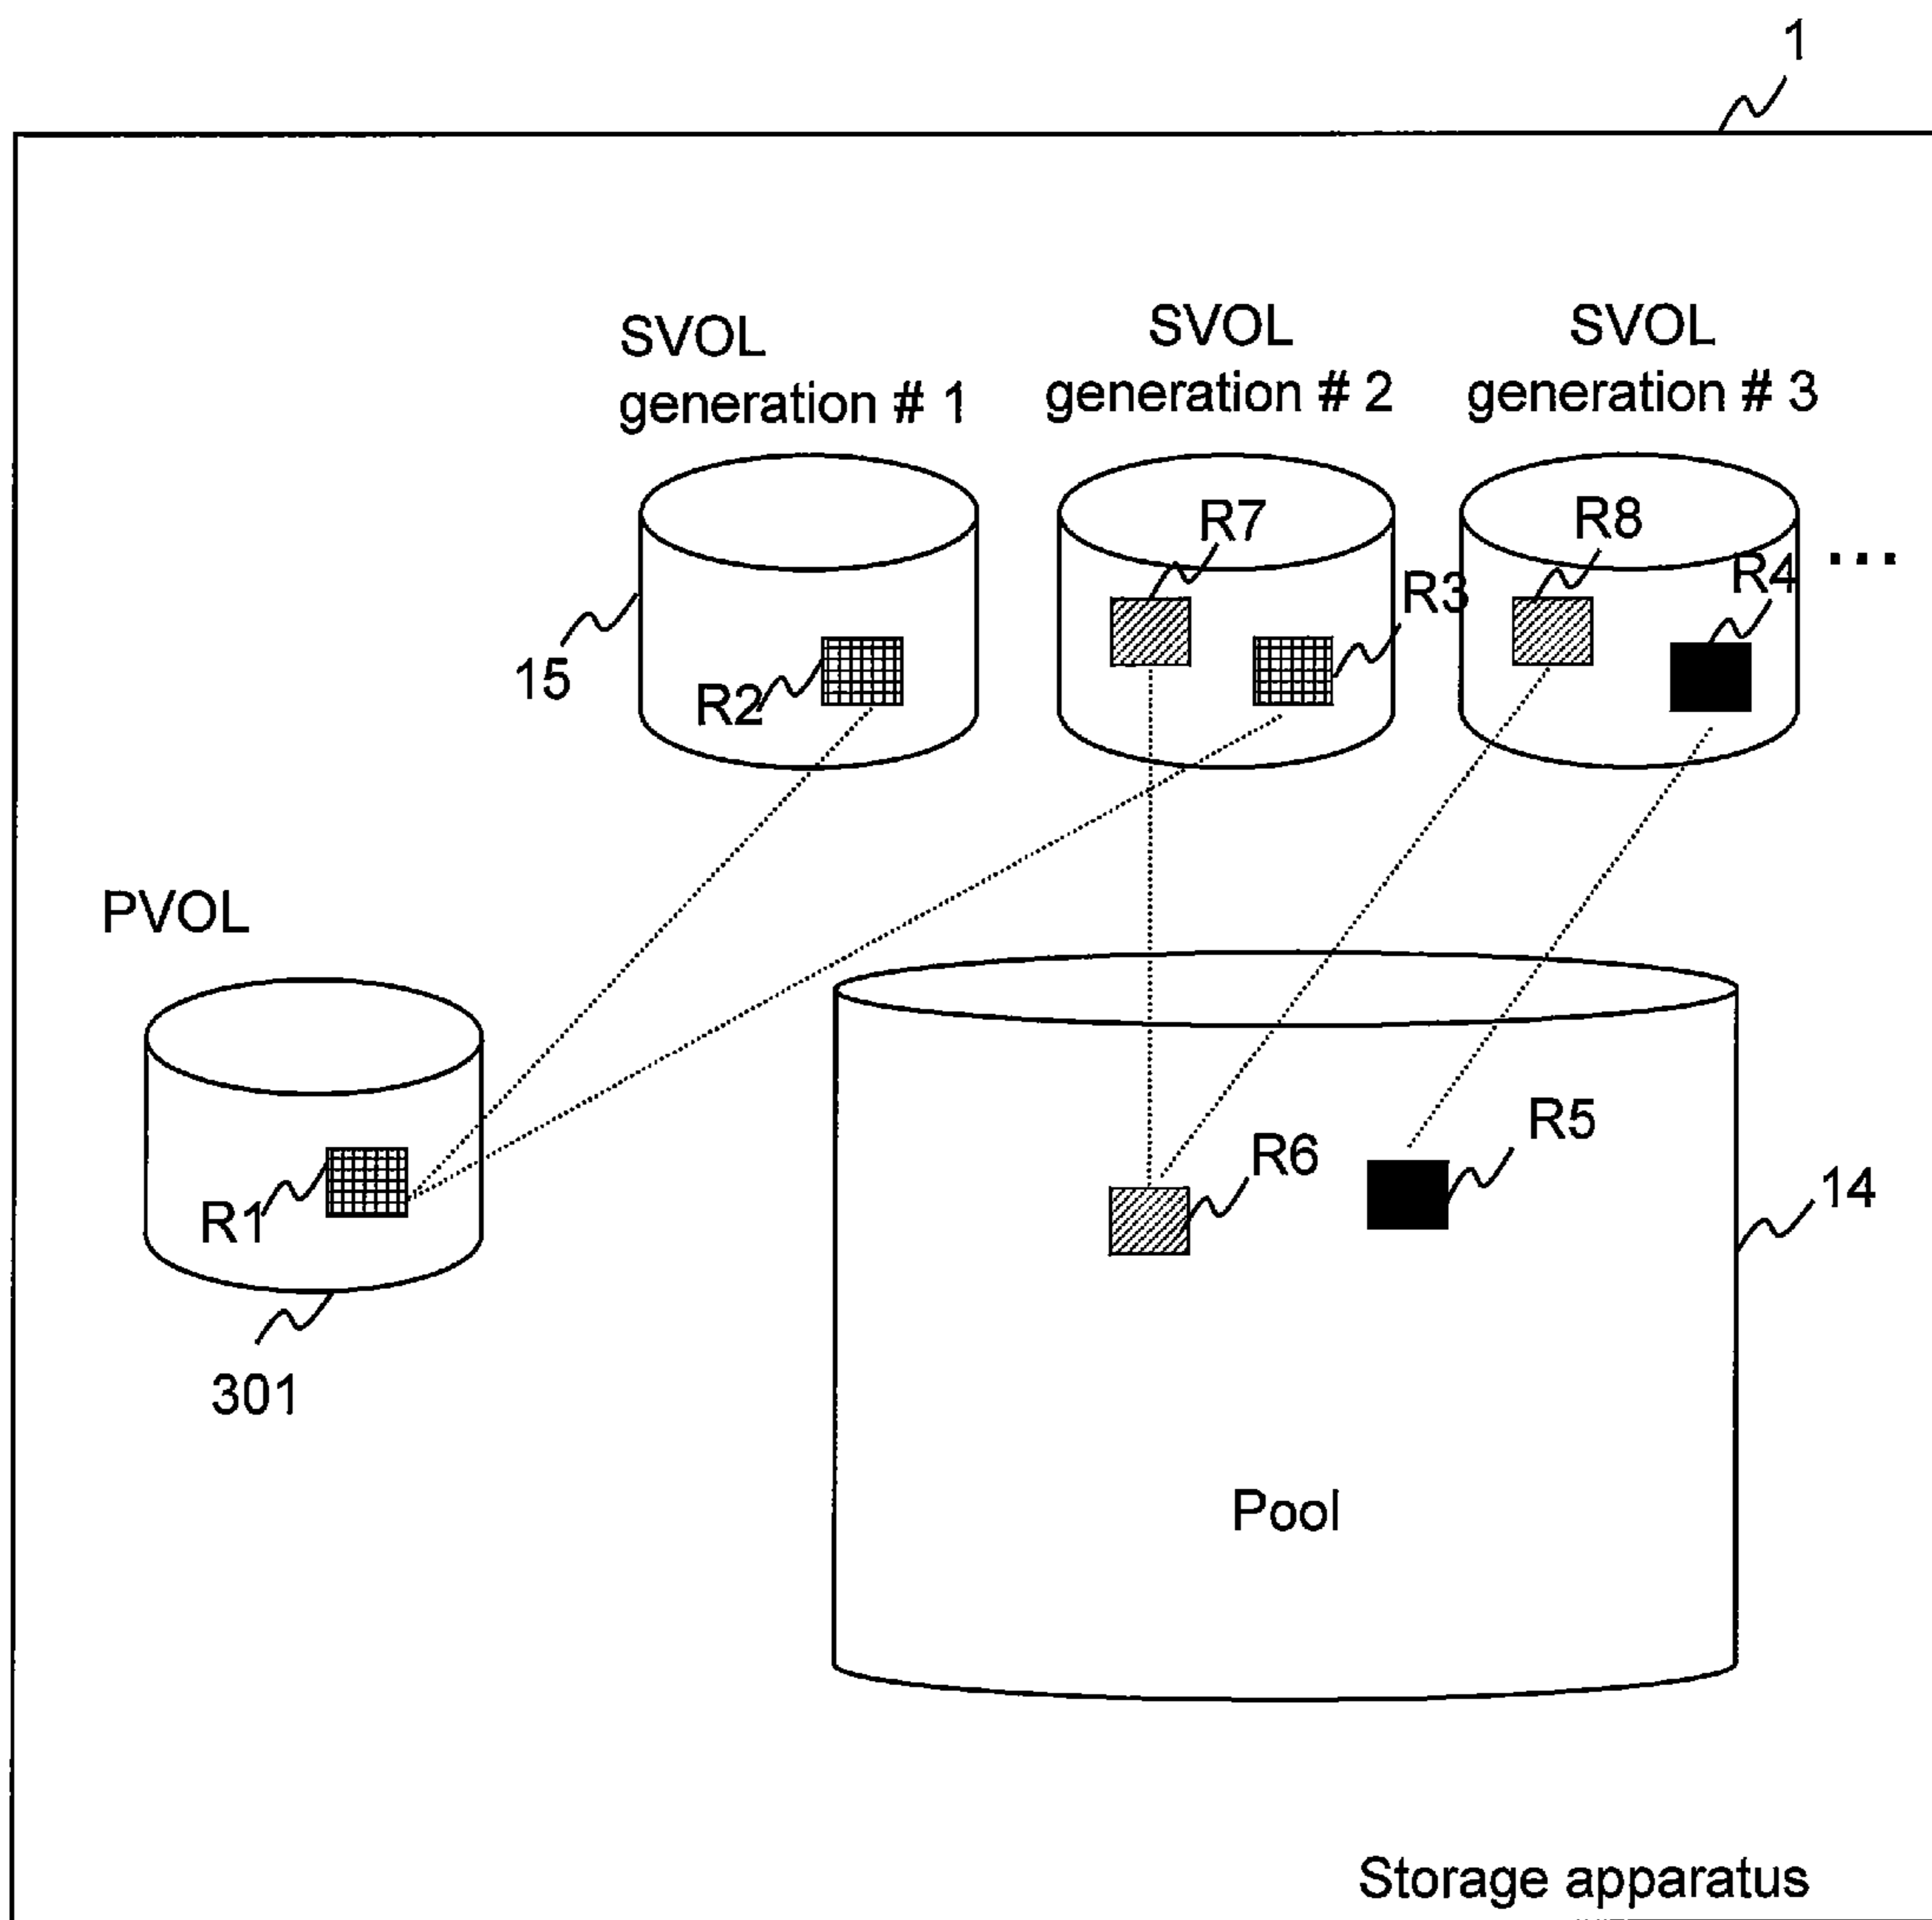 1
SVOL
generation # 1
SVOL
generation # 2
SVOL
generation # 3
R7
R8
R3
R4
...
15
R2
PVOL
R1
R6
R5
14
301
Pool
Storage apparatus